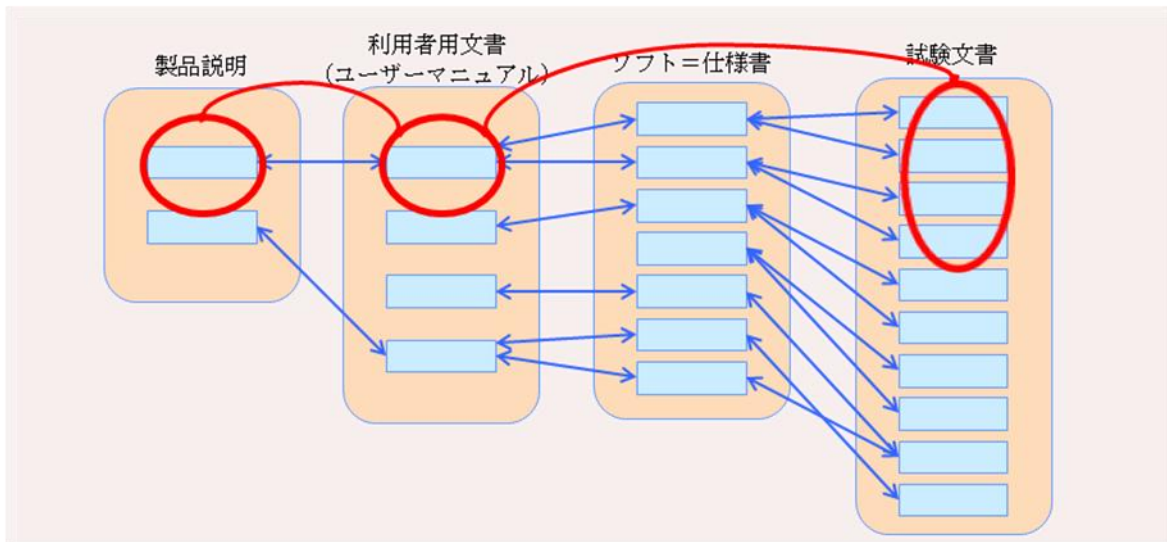 製品説明
利用者用文書
(ユーザーマニュアル)
ソフト=仕様書
試験文書